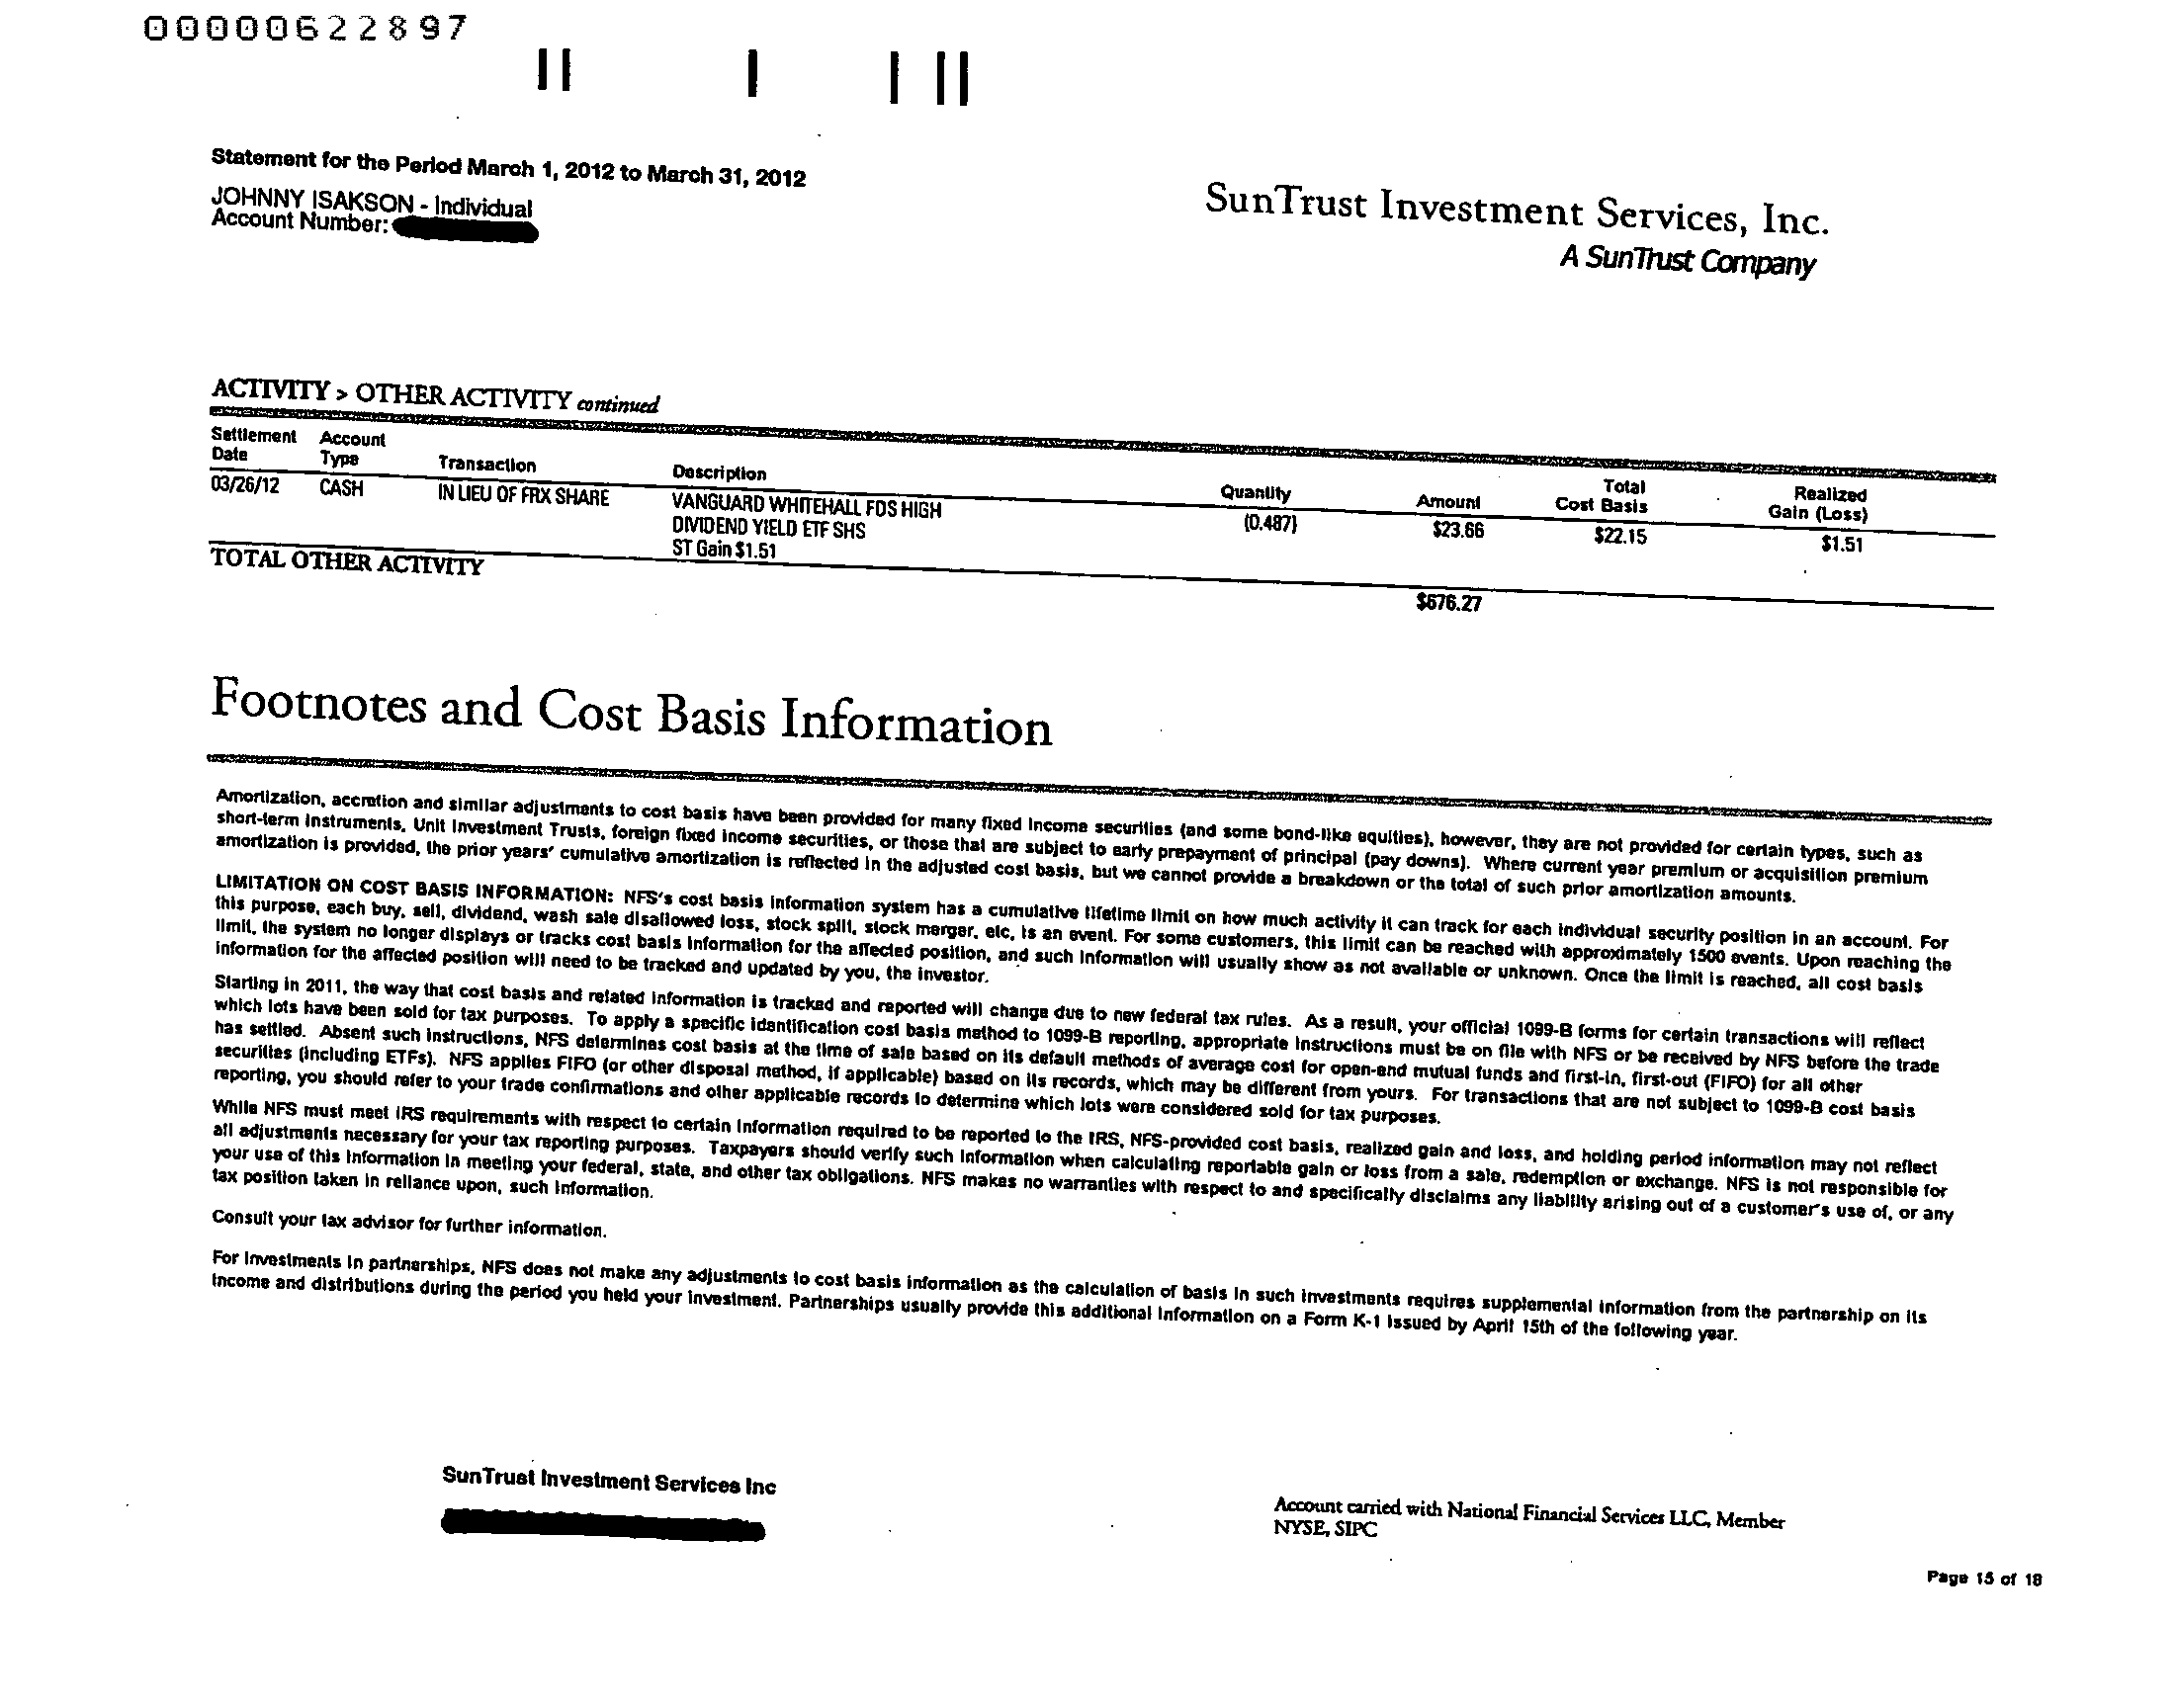 00000622897
Statement for the Period March 1, 2012 to March 31, 2012
JOHNNY ISAKSON - Individual
Account Number:
SunTrust Investment Services, Inc.
A SunTrust Company
ACTIVITY > OTHER ACTIVITY continued
Settlement Date Account Type Transaction Description Quantity Amount Total Cost Basis Realized Gain (Loss)
03/26/12 CASH IN LIEU OF FRX SHARE VANGUARD WHITEHALL FDS HIGH (0.487) $23.66 $22.15 $1.51
DIVIDEND YIELD ETF SHS
ST Gain $1.51
TOTAL OTHER ACTIVITY $676.27
Footnotes and Cost Basis Information
Amortization, accretion and similar adjustments to cost basis have been provided for many fixed income securities (and some bond-like equities), however, they are not provided for certain types, such as
short-term instruments, Unit Investment Trusts, foreign fixed income securities, or those that are subject to early prepayment of principal (pay downs). Where current year premium or acquisition premium
amortization is provided, the prior years' cumulative amortization is reflected in the adjusted cost basis, but we cannot provide a breakdown or the total of such prior amortization amounts.
LIMITATION ON COST BASIS INFORMATION: NFS's cost basis information system has a cumulative lifetime limit on how much activity it can track for each individual security position in an account. For
this purpose, each buy, sell, dividend, wash sale disallowed loss, stock split, stock merger, etc, is an event. For some customers, this limit can be reached with approximately 1500 events. Upon reaching the
limit, the system no longer displays or tracks cost basis information for the affected position, and such information will usually show as not available or unknown. Once the limit is reached, all cost basis
information for the affected position will need to be tracked and updated by you, the investor.
Starting in 2011, the way that cost basis and related information is tracked and reported will change due to new federal tax rules. As a result, your official 1099-B forms for certain transactions will reflect
which lots have been sold for tax purposes. To apply a specific identification cost basis method to 1099-B reporting, appropriate instructions must be on file with NFS or be received by NFS before the trade
has settled. Absent such instructions, NFS determines cost basis at the time of sale based on its default methods of average cost for open-end mutual funds and first-in, first-out (FIFO) for all other
securities (including ETFs). NFS applies FIFO (or other disposal method, if applicable) based on its records, which may be different from yours. For transactions that are not subject to 1099-B cost basis
reporting, you should refer to your trade confirmations and other applicable records to determine which lots were considered sold for tax purposes.
While NFS must meet IRS requirements with respect to certain information required to be reported to the IRS, NFS-provided cost basis, realized gain and loss, and holding period information may not reflect
all adjustments necessary for your tax reporting purposes. Taxpayers should verify such information when calculating reportable gain or loss from a sale, redemption or exchange. NFS is not responsible for
your use of this information in meeting your federal, state, and other tax obligations. NFS makes no warranties with respect to and specifically disclaims any liability arising out of a customer's use of, or any
tax position taken in reliance upon, such information.
Consult your tax advisor for further information.
For investments in partnerships, NFS does not make any adjustments to cost basis information as the calculation of basis in such investments requires supplemental information from the partnership on its
income and distributions during the period you held your investment. Partnerships usually provide this additional information on a Form K-1 issued by April 15th of the following year.
SunTrust Investment Services Inc
Account carried with National Financial Services LLC, Member
NYSE, SIPC
Page 15 of 18